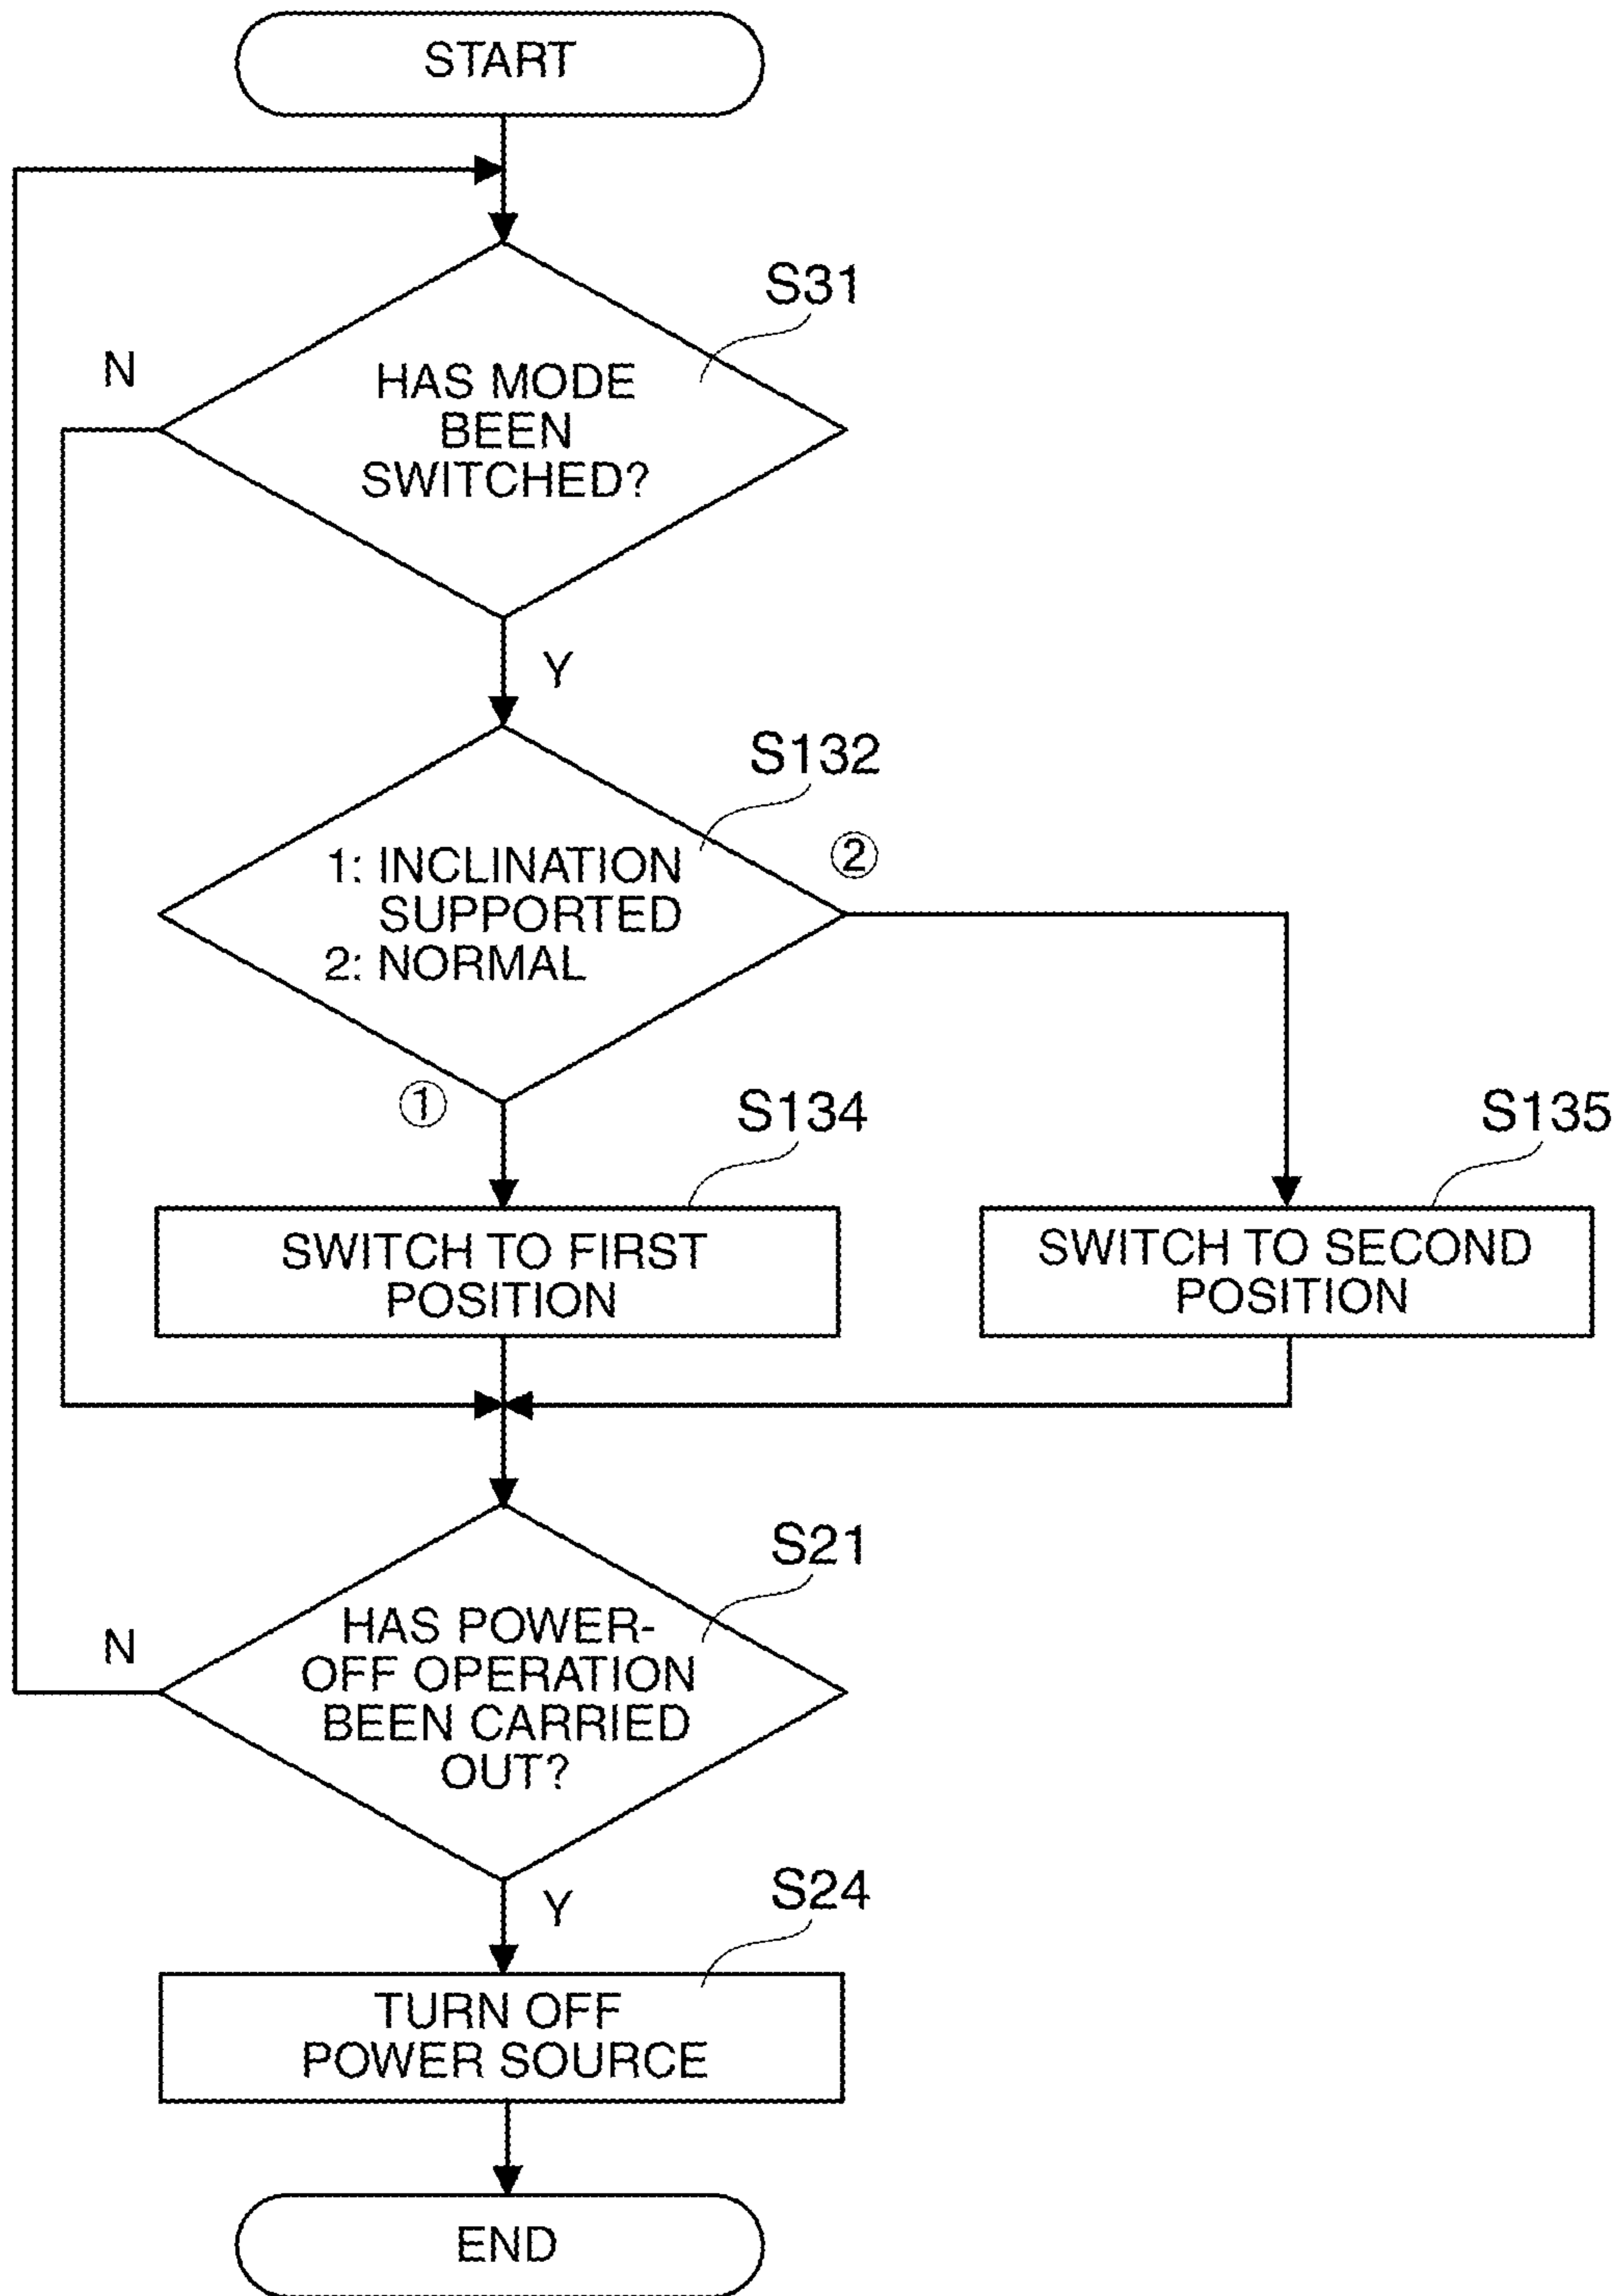 START
S31
N
HAS MODE
BEEN
SWITCHED?
Y
S132
②
1: INCLINATION
SUPPORTED
2: NORMAL
①
S134
S135
SWITCH TO FIRST
POSITION
SWITCH TO SECOND
POSITION
S21
N
HAS POWER-
OFF OPERATION
BEEN CARRIED
OUT?
Y
S24
TURN OFF
POWER SOURCE
END